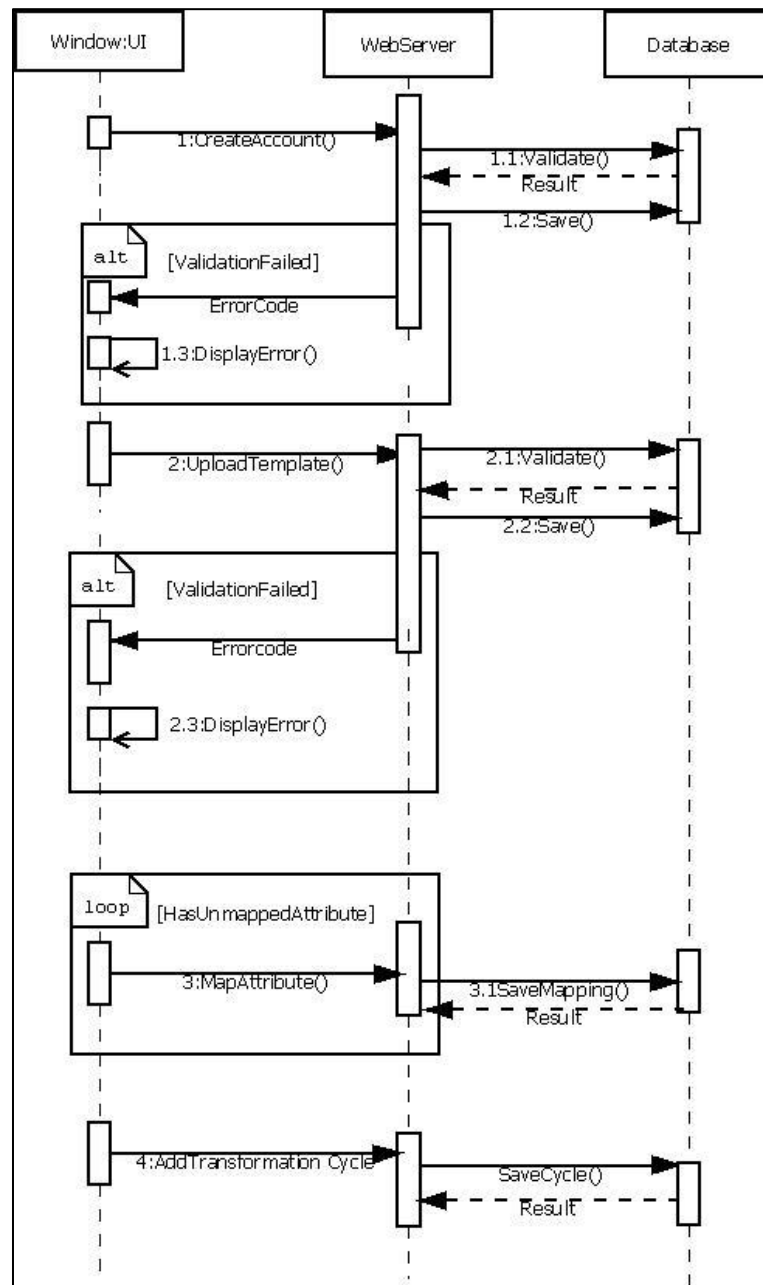 Window:UI
WebServer
Database
1:CreateAccount()
1.1:Validate()
Result
1.2:Save()
alt
[ValidationFailed]
ErrorCode
1.3:DisplayError()
2:UploadTemplate()
2.1:Validate()
Result
2.2:Save()
alt
[ValidationFailed]
Errorcode
2.3:DisplayError()
loop
[HasUnmappedAttribute]
3:MapAttribute()
3.1SaveMapping()
Result
4:AddTransformation Cycle
SaveCycle()
Result